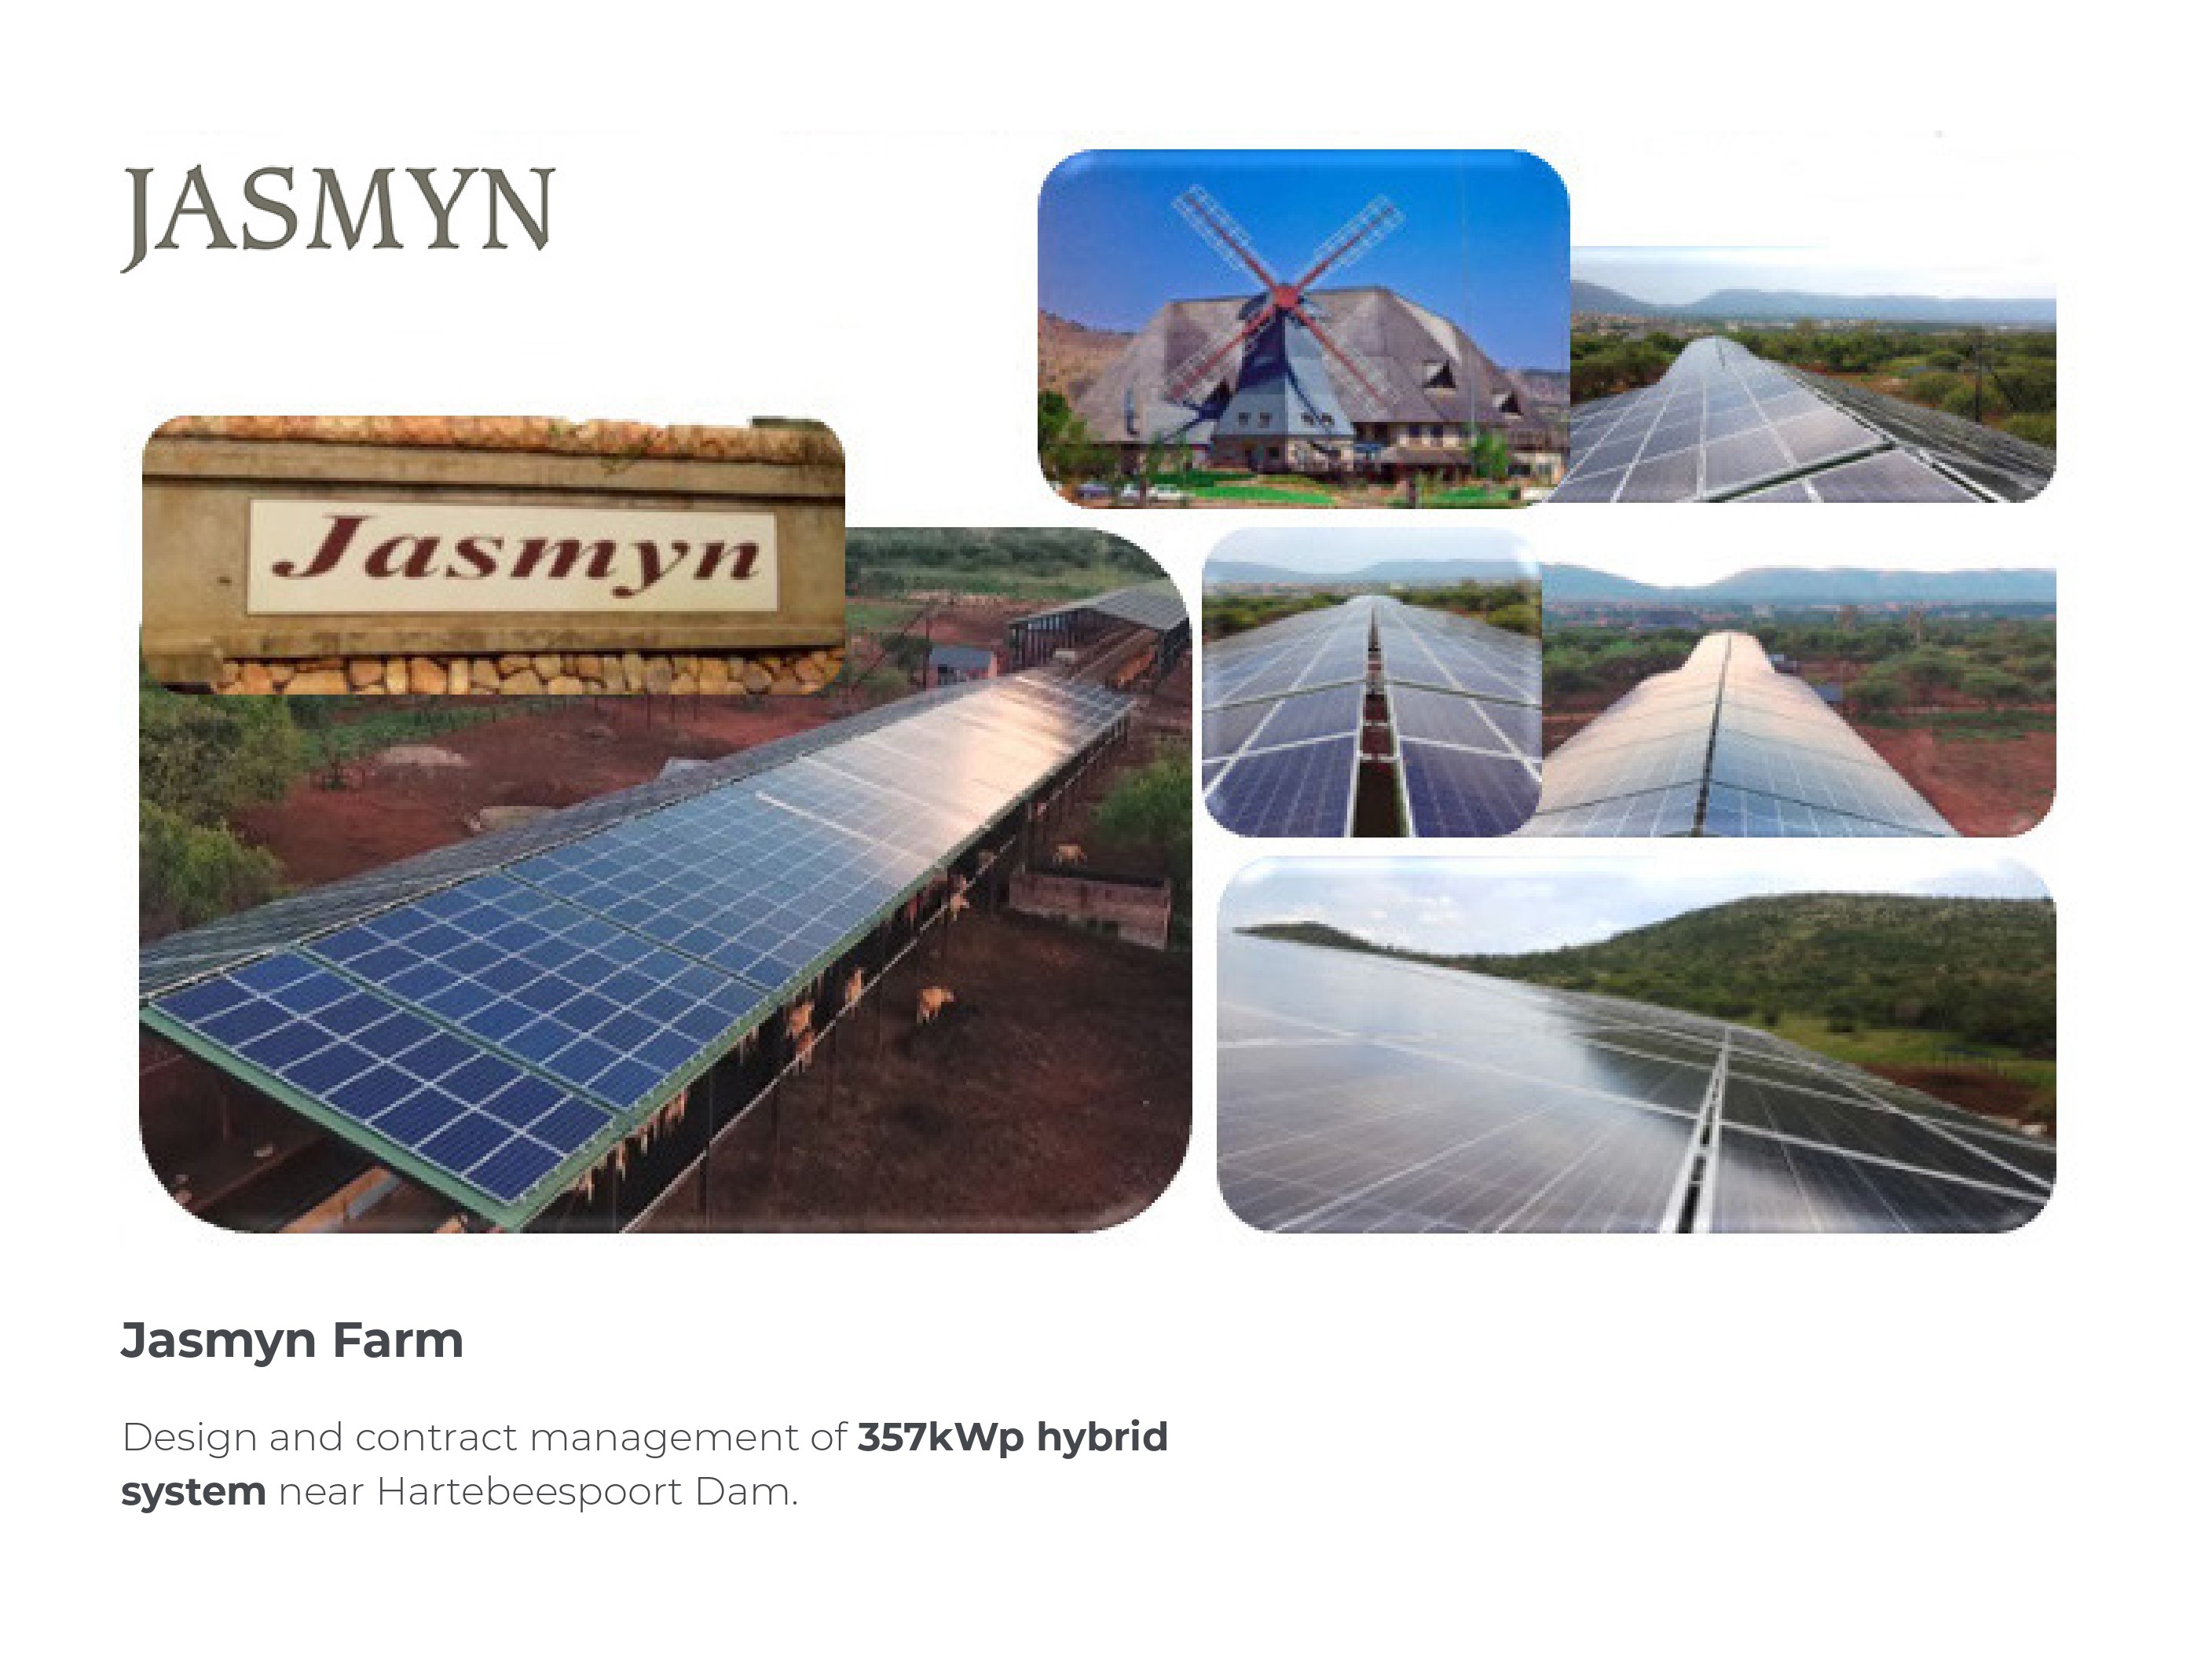 JASMYN
Jasmyn
Jasmyn Farm
Design and contract management of 357kWp hybrid
system near Hartebeespoort Dam.